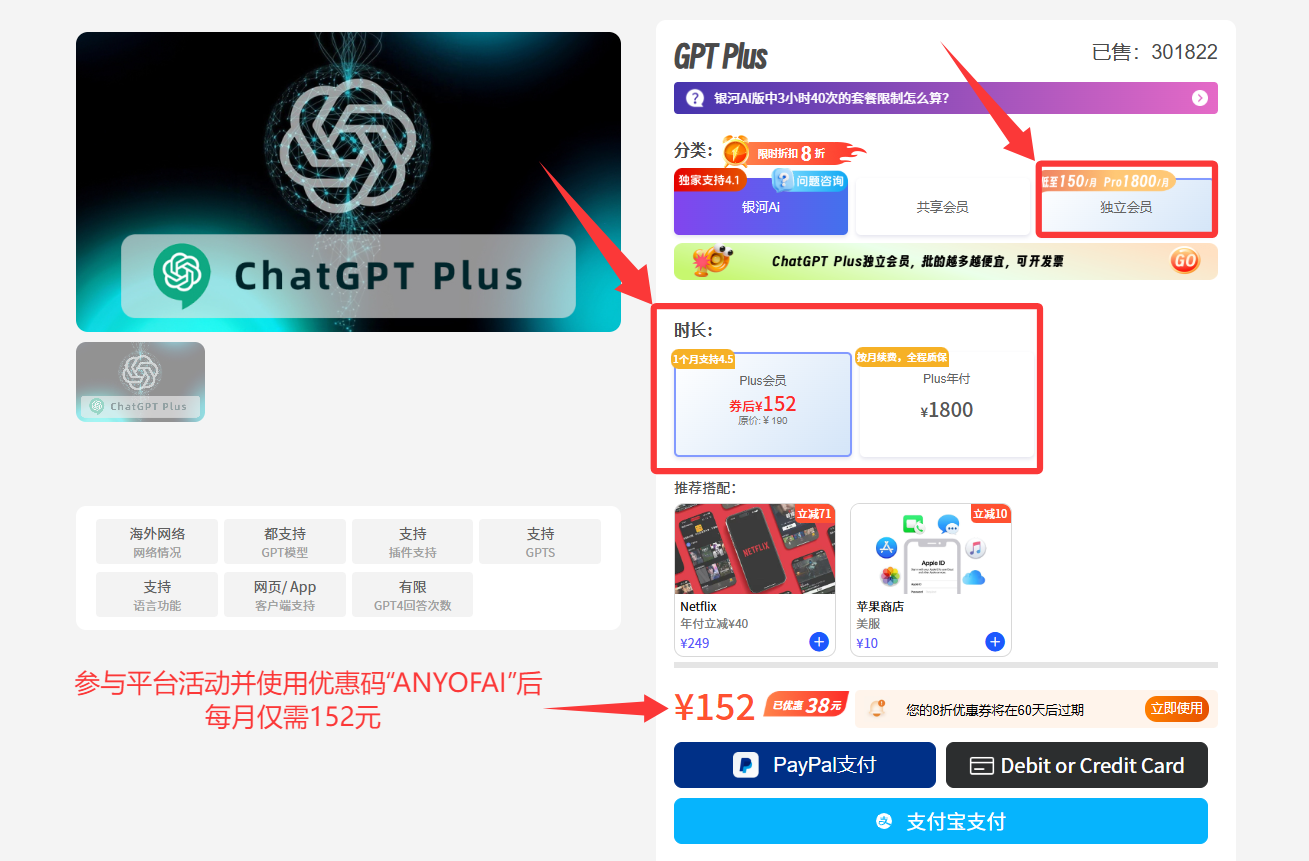 ChatGPT Plus
ChatGPT Plus
海外网络
网络情况
都支持
GPT模型
支持
插件支持
支持
GPTS
支持
语言功能
网页/ App
客户端支持
有限
GPT4回答次数
参与平台活动并使用优惠码“ANYOFAI”后
每月仅需152元
GPT Plus
已售：301822
银河AI版中3小时40次的套餐限制怎么算？
分类：
限时折扣 8 折
独家支持4.1
问题咨询
银河Ai
共享会员
低至150/月 Pro1800/月
独立会员
ChatGPT Plus独立会员，批的越多越便宜，可开发票
GO
时长：
1个月支持4.5
Plus会员
券后¥152
原价: ¥ 190
按月续费，全程质保
Plus年付
¥1800
推荐搭配：
立减71
NETFLIX
Netflix
年付立减¥40
¥249
立减10
Apple ID
苹果商店
美服
¥10
¥152
已优惠 38元
您的8折优惠券将在60天后过期
立即使用
PayPal支付
Debit or Credit Card
支付宝支付